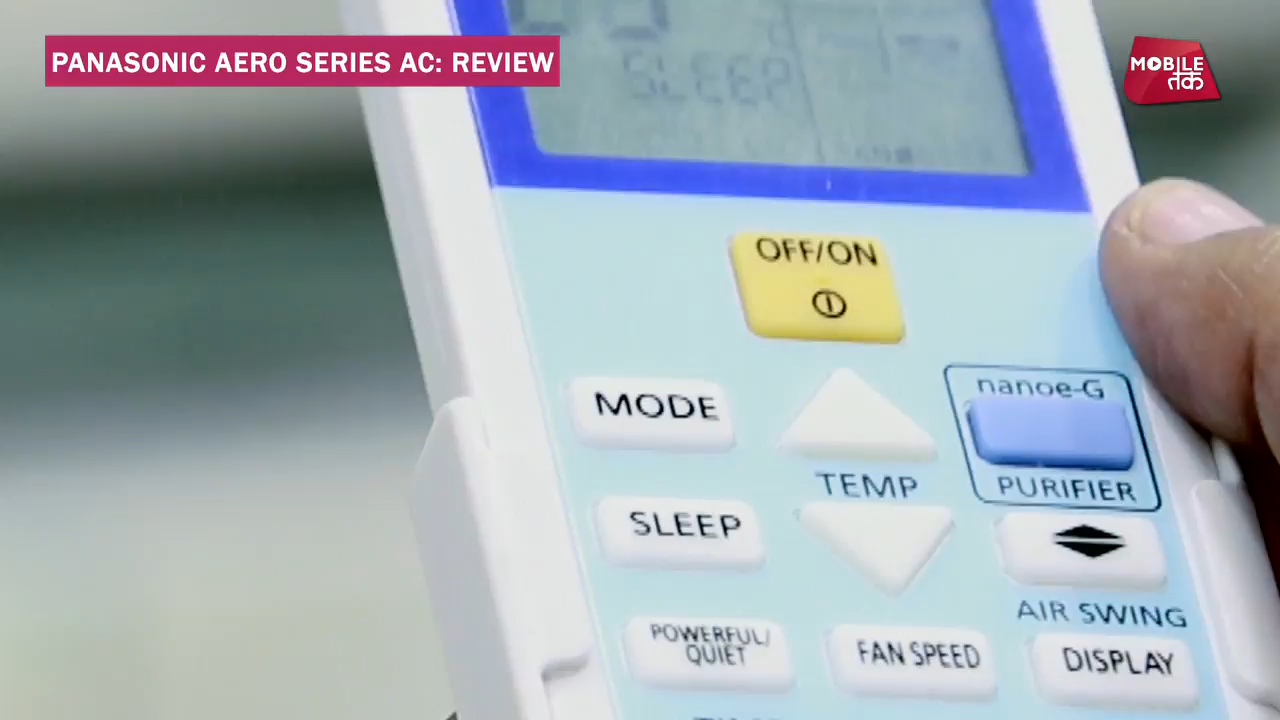 PANASONIC AERO SERIES AC: REVIEW
MOBILE
तक
SLEEP
OFF/ON
MODE
nanoe-G
TEMP
PURIFIER
SLEEP
AIR SWING
POWERFUL/
QUIET
FAN SPEED
DISPLAY